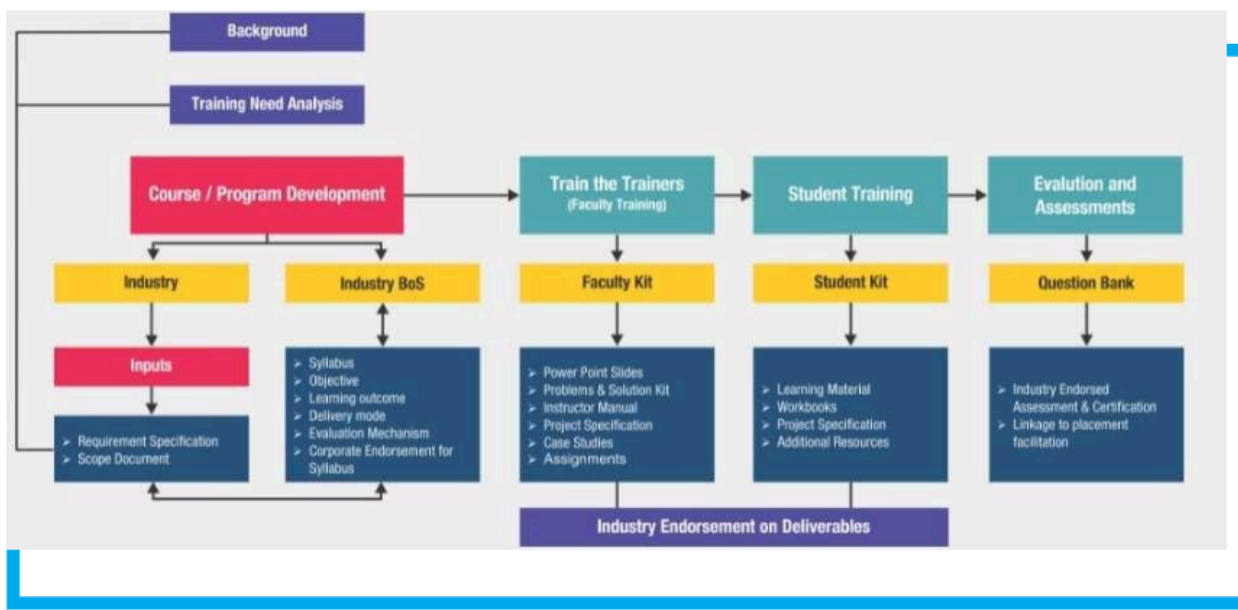 Background
Training Need Analysis
Course / Program Development
Train the Trainers
(Faculty Training)
Student Training
Evalution and
Assessments
Industry
Industry BoS
Faculty Kit
Student Kit
Question Bank
Inputs
➢ Requirement Specification
➢ Scope Document
➢ Syllabus
➢ Objective
➢ Learning outcome
➢ Delivery mode
➢ Evaluation Mechanism
➢ Corporate Endorsement for
Syllabus
➢ Power Point Slides
➢ Problems & Solution Kit
➢ Instructor Manual
➢ Project Specification
➢ Case Studies
➢ Assignments
➢ Learning Material
➢ Workbooks
➢ Project Specification
➢ Additional Resources
➢ Industry Endorsed
Assessment & Certification
➢ Linkage to placement
facilitation
Industry Endorsement on Deliverables